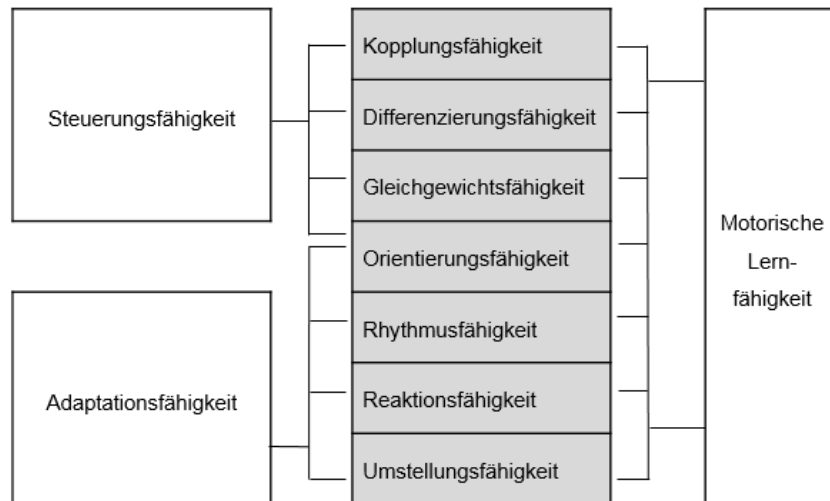 Steuerungsfähigkeit
Adaptationsfähigkeit
Kopplungsfähigkeit
Differenzierungsfähigkeit
Gleichgewichtsfähigkeit
Orientierungsfähigkeit
Rhythmusfähigkeit
Reaktionsfähigkeit
Umstellungsfähigkeit
Motorische
Lern-
fähigkeit